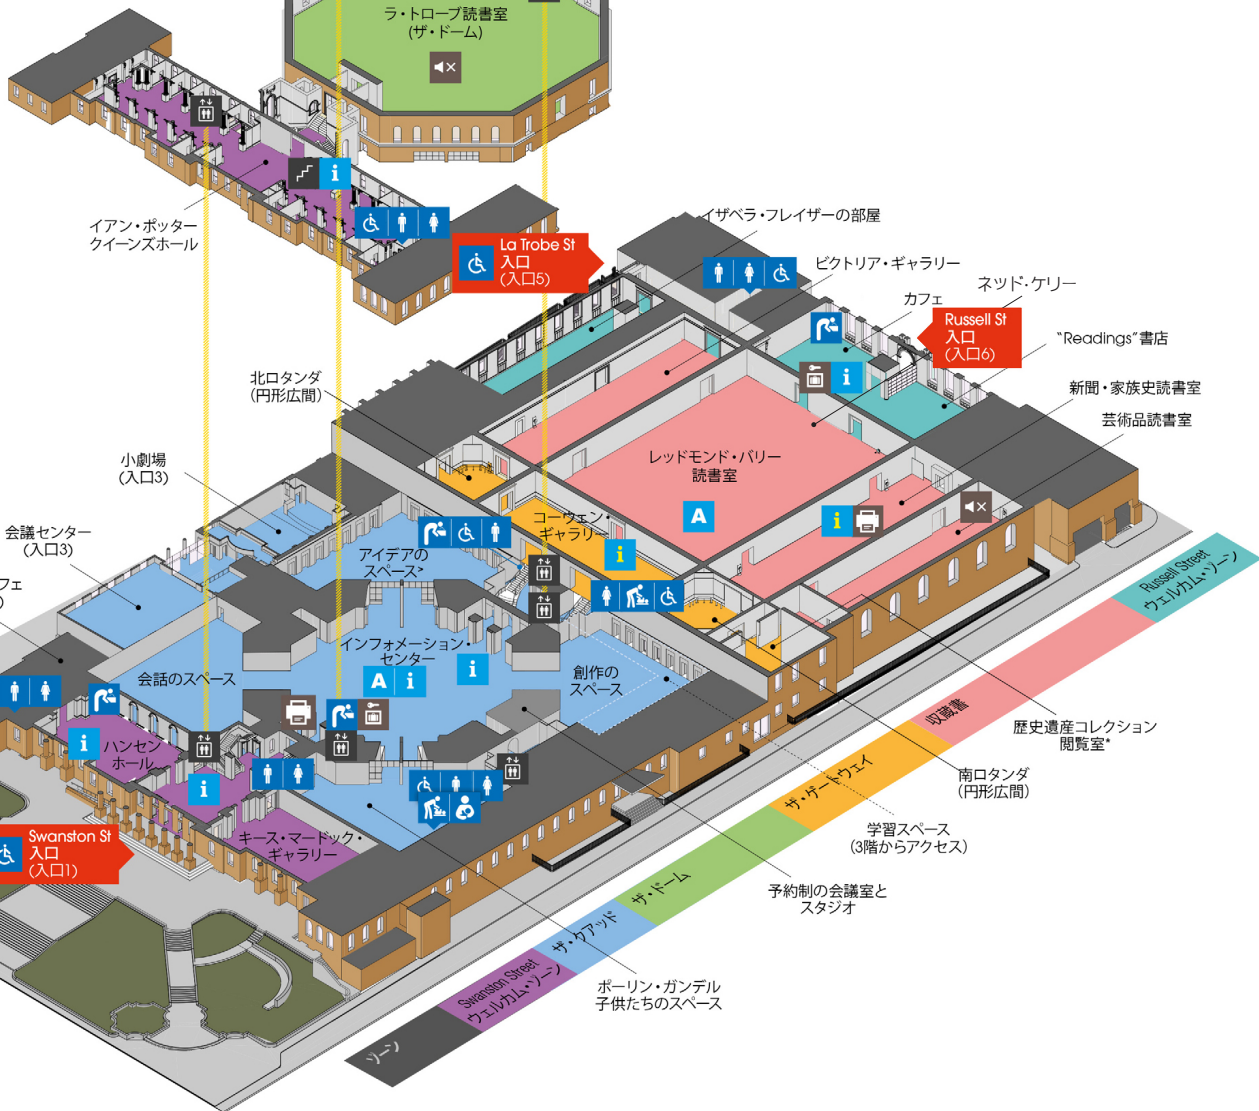 ラ・トローブ読書室
(ザ・ドーム)
イアン・ポッター
クイーンズホール
La Trobe St
入口
(入口5)
イザベラ・フレイザーの部屋
ビクトリア・ギャラリー
ネッド・ケリー
カフェ
Russell St
入口
(入口6)
"Readings"書店
新聞・家族史読書室
芸術品読書室
北ロタンダ
(円形広間)
レッドモンド・バリー
読書室
A
小劇場
(入口3)
会議センター
(入口3)
フェ
)
コーウェン・
ギャラリー
i
アイデアの
スペース>
インフォメーション・
センター
A i
創作の
スペース
会話のスペース
ハンセン
ホール
キース・マードック・
ギャラリー
Swanston St
入口
(入口1)
歴史遺産コレクション
閲覧室*
南ロタンダ
(円形広間)
学習スペース
(3階からアクセス)
予約制の会議室と
スタジオ
ポーリン・ガンデル
子供たちのスペース
Russell Street
ウェルカム・ゾーン
収蔵書
ザ・ゲートウェイ
ザ・ドーム
ザ・クアッド
Swanston Street
ウェルカム・ゾーン
ゾーン